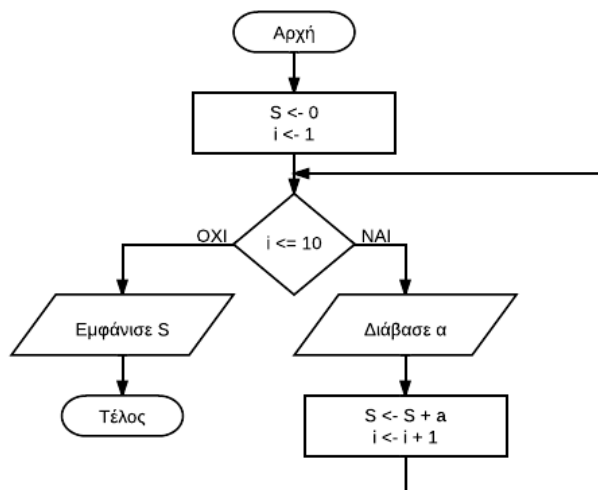 Αρχή
S <- 0
i <- 1
i <= 10
ΟΧΙ
ΝΑΙ
Εμφάνισε S
Διάβασε α
Τέλος
S <- S + a
i <- i + 1